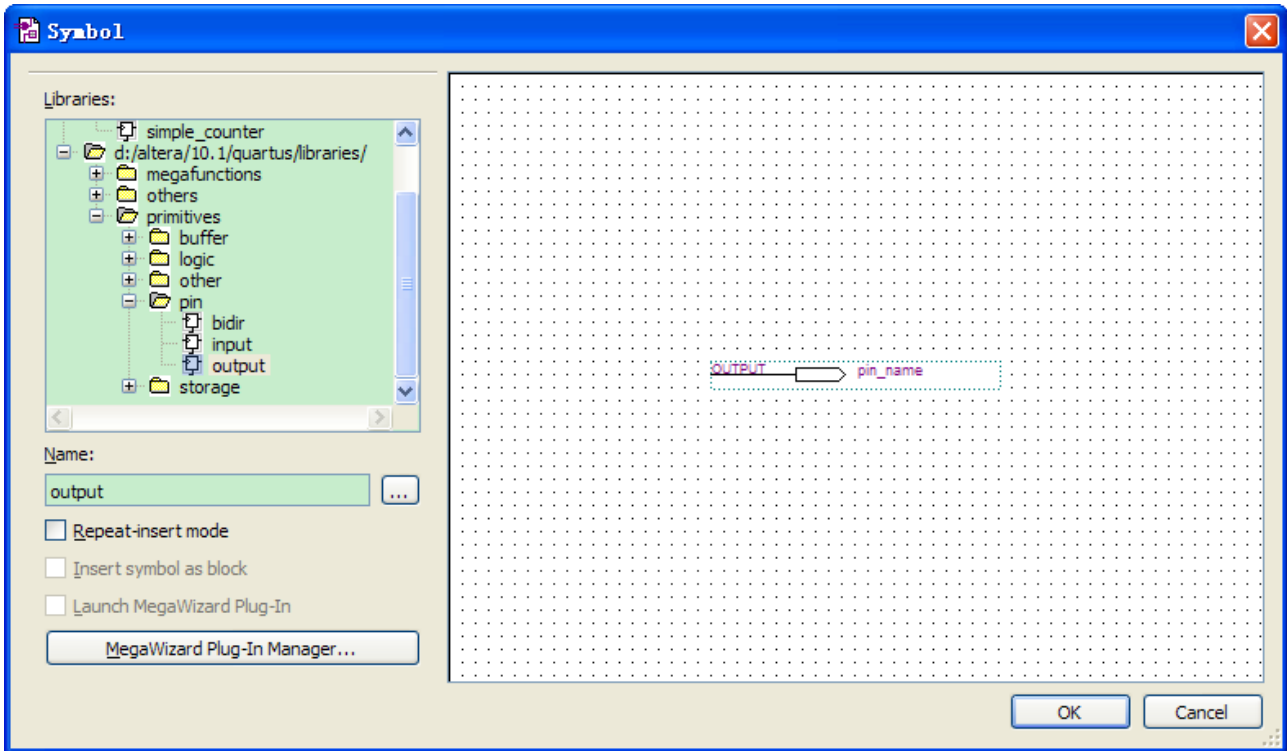 Symbol
Libraries:
simple_counter
d:/altera/10.1/quartus/libraries/
megafunctions
others
primitives
buffer
logic
other
pin
bidir
input
output
storage
Name:
output
...
Repeat-insert mode
Insert symbol as block
Launch MegaWizard Plug-In
MegaWizard Plug-In Manager...
OUTPUT pin_name
OK Cancel